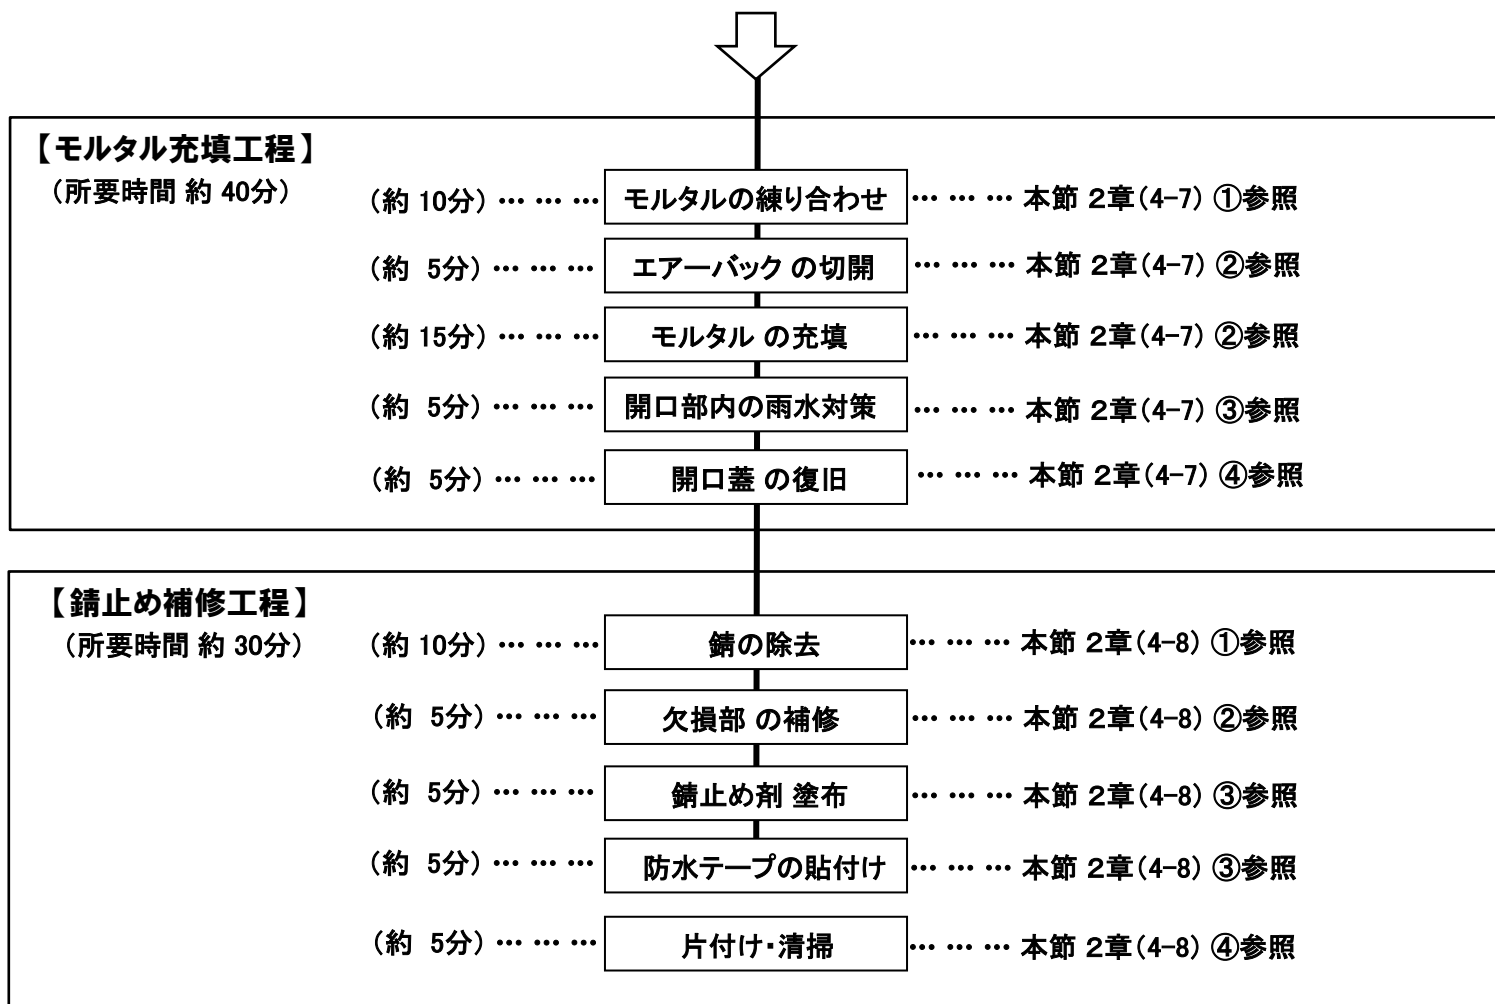 【モルタル充填工程】
（所要時間 約 40分）
（約 10分）… … … モルタルの練り合わせ … … … 本節 2章（4-7） ①参照
（約 5分）… … … エアーバック の切開 … … … 本節 2章（4-7） ②参照
（約 15分）… … … モルタル の充填 … … … 本節 2章（4-7） ②参照
（約 5分）… … … 開口部内の雨水対策 … … … 本節 2章（4-7） ③参照
（約 5分）… … … 開口蓋 の復旧 … … … 本節 2章（4-7） ④参照
【錆止め補修工程】
（所要時間 約 30分）
（約 10分）… … … 錆の除去 … … … 本節 2章（4-8） ①参照
（約 5分）… … … 欠損部 の補修 … … … 本節 2章（4-8） ②参照
（約 5分）… … … 錆止め剤 塗布 … … … 本節 2章（4-8） ③参照
（約 5分）… … … 防水テープの貼付け … … … 本節 2章（4-8） ③参照
（約 5分）… … … 片付け・清掃 … … … 本節 2章（4-8） ④参照